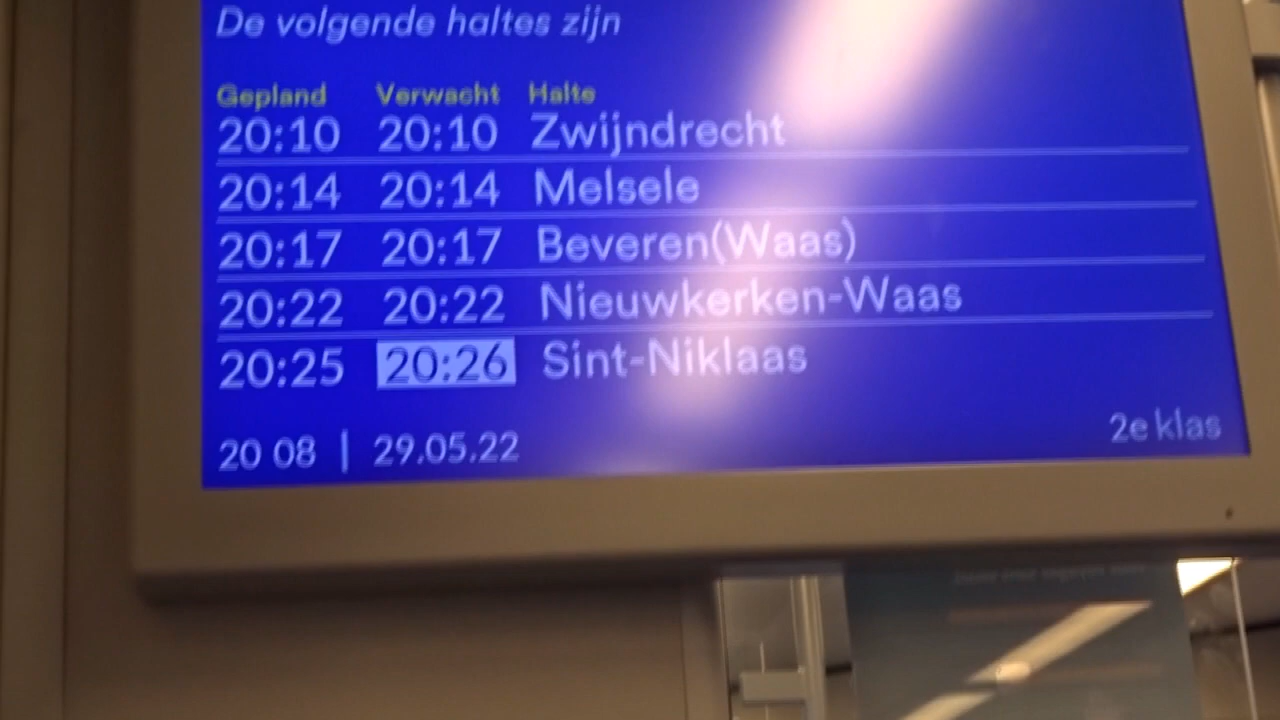 De volgende haltes zijn
Gepland Verwacht Halte
20:10 20:10 Zwijndrecht
20:14 20:14 Melsele
20:17 20:17 Beveren(Waas)
20:22 20:22 Nieuwkerken-Waas
20:25 20:26 Sint-Niklaas
20 08 | 29.05.22 2e klas